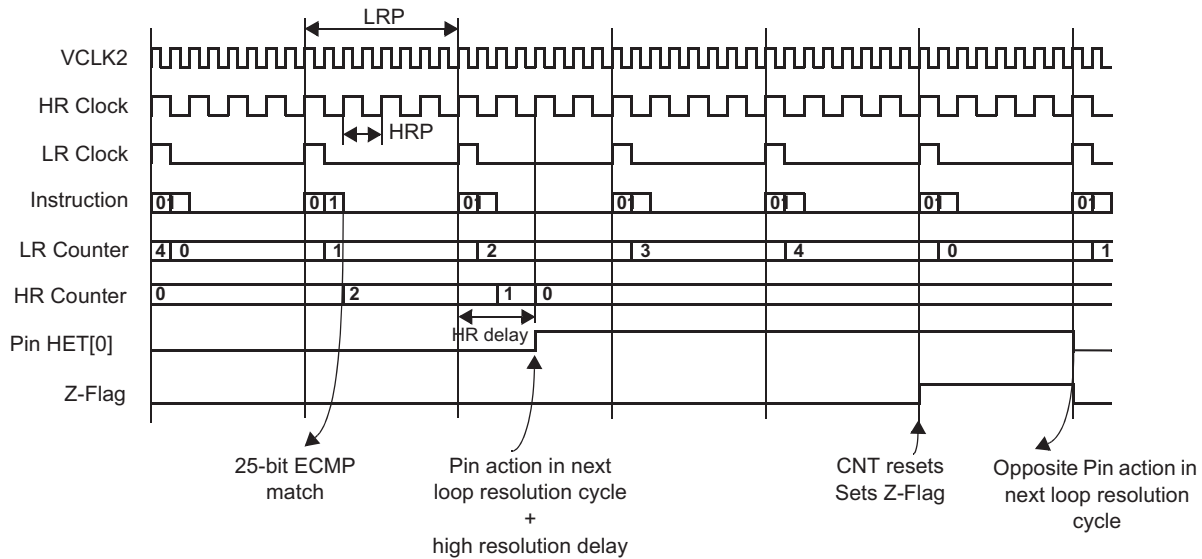 LRP
VCLK2
HR Clock
HRP
LR Clock
Instruction
01
01
01
01
01
01
01
LR Counter
4 0
1
2
3
4
0
1
HR Counter
0
2
1 0
HR delay
Pin HET[0]
Z-Flag
25-bit ECMP
match
Pin action in next
loop resolution cycle
+
high resolution delay
CNT resets
Sets Z-Flag
Opposite Pin action in
next loop resolution
cycle